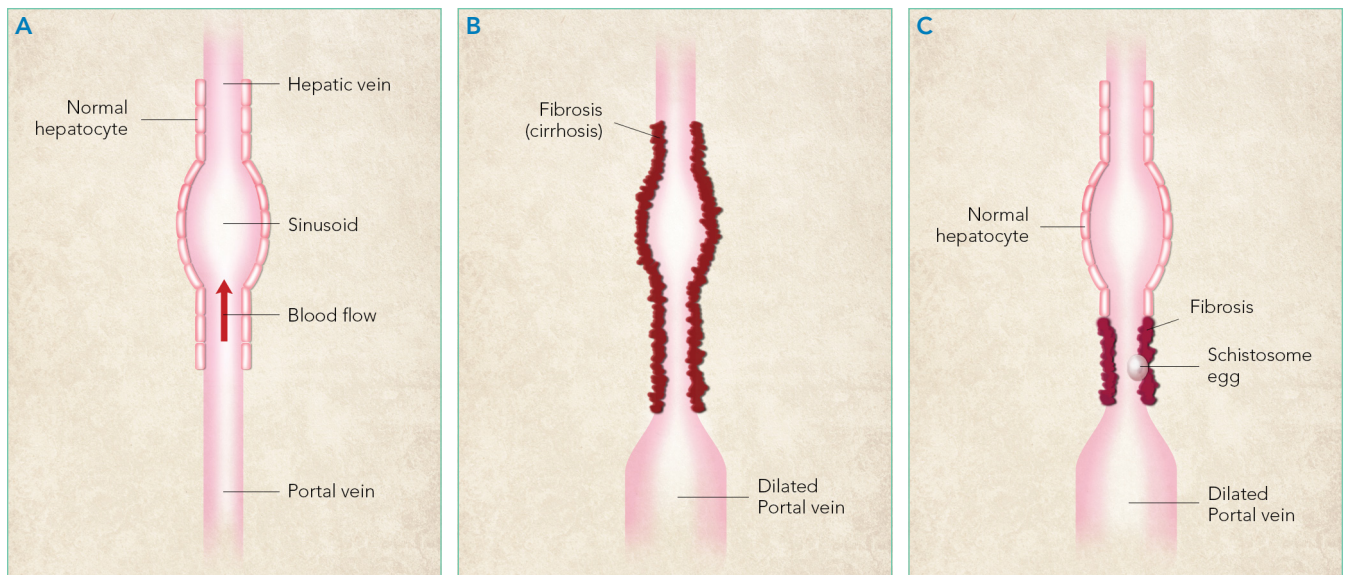 A
Hepatic vein
Normal
hepatocyte
Sinusoid
Blood flow
Portal vein
B
Fibrosis
(cirrhosis)
Dilated
Portal vein
C
Normal
hepatocyte
Fibrosis
Schistosome
egg
Dilated
Portal vein